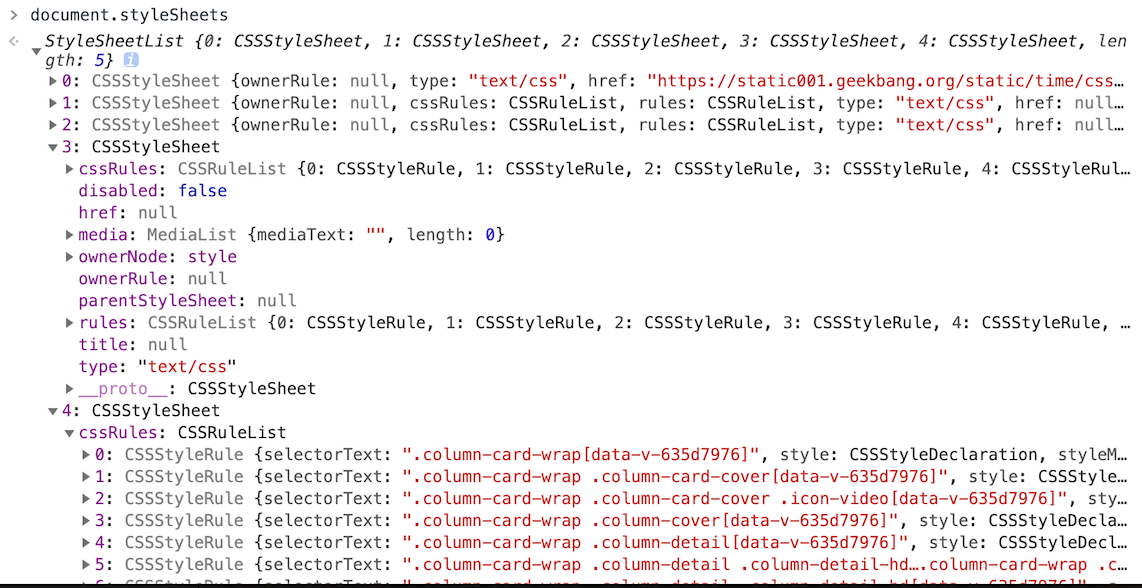 document.styleSheets
StyleSheetList {0: CSSStyleSheet, 1: CSSStyleSheet, 2: CSSStyleSheet, 3: CSSStyleSheet, 4: CSSStyleSheet, len
gth: 5} i
0: CSSStyleSheet {ownerRule: null, type: "text/css", href: "https://static001.geekbang.org/static/time/css…
1: CSSStyleSheet {ownerRule: null, cssRules: CSSRuleList, rules: CSSRuleList, type: "text/css", href: null…
2: CSSStyleSheet {ownerRule: null, cssRules: CSSRuleList, rules: CSSRuleList, type: "text/css", href: null…
3: CSSStyleSheet
cssRules: CSSRuleList {0: CSSStyleRule, 1: CSSStyleRule, 2: CSSStyleRule, 3: CSSStyleRule, 4: CSSStyleRul…
disabled: false
href: null
media: MediaList {mediaText: "", length: 0}
ownerNode: style
ownerRule: null
parentStyleSheet: null
rules: CSSRuleList {0: CSSStyleRule, 1: CSSStyleRule, 2: CSSStyleRule, 3: CSSStyleRule, 4: CSSStyleRule, …
title: null
type: "text/css"
__proto__: CSSStyleSheet
4: CSSStyleSheet
cssRules: CSSRuleList
0: CSSStyleRule {selectorText: ".column-card-wrap[data-v-635d7976]", style: CSSStyleDeclaration, styleM…
1: CSSStyleRule {selectorText: ".column-card-wrap .column-card-cover[data-v-635d7976]", style: CSSStyle…
2: CSSStyleRule {selectorText: ".column-card-wrap .column-card-cover .icon-video[data-v-635d7976]", sty…
3: CSSStyleRule {selectorText: ".column-card-wrap .column-cover[data-v-635d7976]", style: CSSStyleDecla…
4: CSSStyleRule {selectorText: ".column-card-wrap .column-detail[data-v-635d7976]", style: CSSStyleDecl…
5: CSSStyleRule {selectorText: ".column-card-wrap .column-detail .column-detail-hd….column-card-wrap .c…